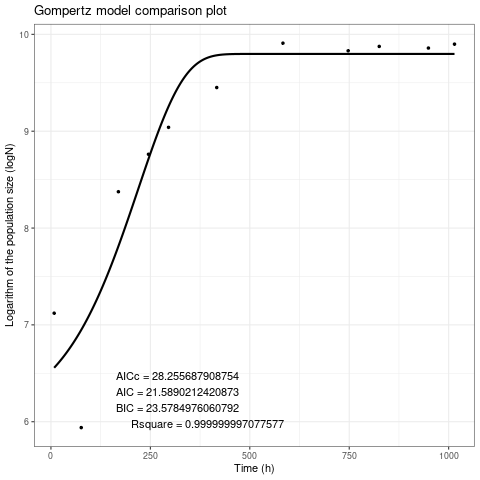 Gompertz model comparison plot
Logarithm of the population size (logN)
10
9
8
7
6
AICc = 28.255687908754
AIC = 21.5890212420873
BIC = 23.5784976060792
Rsquare = 0.999999997077577
0 250 500 750 1000
Time (h)